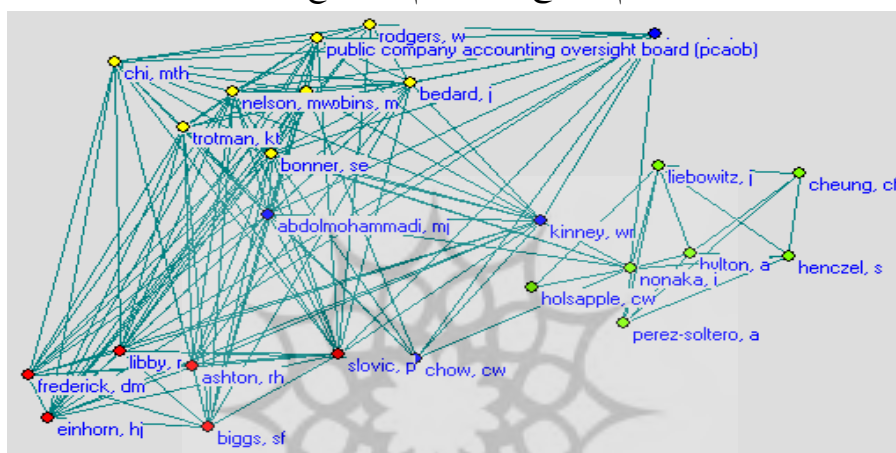 rodgers, w
public company accounting oversight board (pcaob)
chi, mth
bedard, j
nelson, m
trotman, kt
bonner, se
liebowitz, j
cheung, cf
abdolmohammadi, mj
kinney, wr
hylton, a
henczel, s
nonaka, i
holsapple, cw
perez-soltero, a
libby, r
slovic, p
chow, cw
frederick, dm
ashton, rh
einhorn, hj
biggs, sf